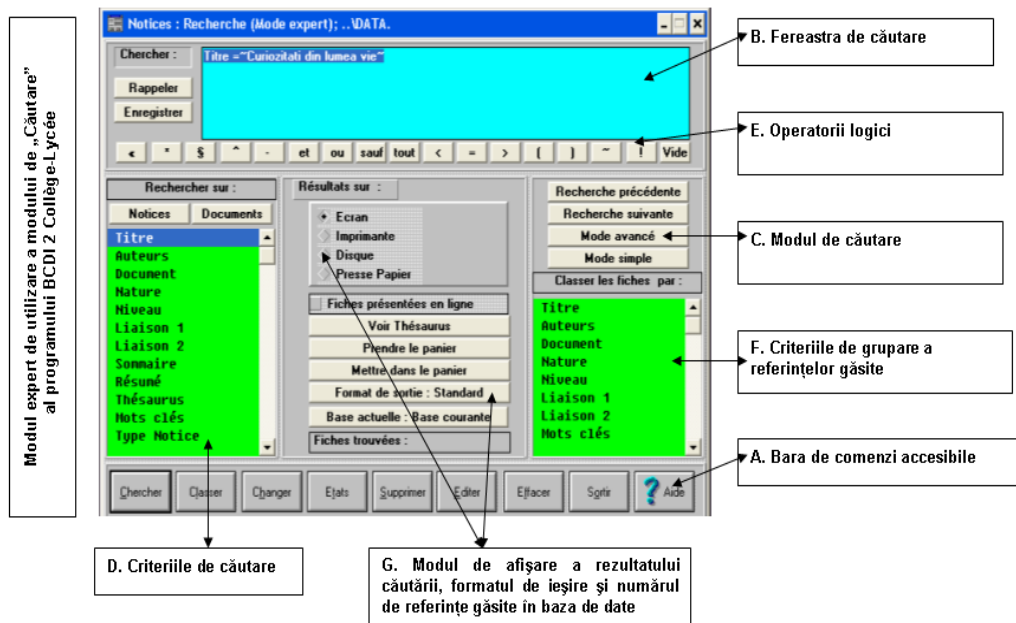 Modul expert de utilizare a modului de „Căutare”
al programului BCDI 2 Collège-Lycée
Notices : Recherche (Mode expert); ..\DATA.
Chercher :
Titre =~Curiozitati din lumea vie~
Rappeler
Enregistrer
« * § ^ - et ou sauf tout < = > ( ) ~ ! Vide
B. Fereastra de căutare
E. Operatorii logici
Rechercher sur :
Notices Documents
Titre
Auteurs
Document
Nature
Niveau
Liaison 1
Liaison 2
Sommaire
Résumé
Thésaurus
Mots clés
Type Notice
Résultats sur :
Ecran
Imprimante
Disque
Presse Papier
Fiches présentées en ligne
Voir Thésaurus
Prendre le panier
Mettre dans le panier
Format de sortie : Standard
Base actuelle : Base courante
Fiches trouvées :
Recherche précédente
Recherche suivante
Mode avancé
Mode simple
Classer les fiches par :
Titre
Auteurs
Document
Nature
Niveau
Liaison 1
Liaison 2
Mots clés
C. Modul de căutare
F. Criteriile de grupare a
referințelor găsite
A. Bara de comenzi accesibile
Chercher Classer Changer Etats Supprimer Editer Effacer Sortir ? Aide
D. Criteriile de căutare
G. Modul de afişare a rezultatului
căutării, formatul de ieşire şi numărul
de referințe găsite în baza de date